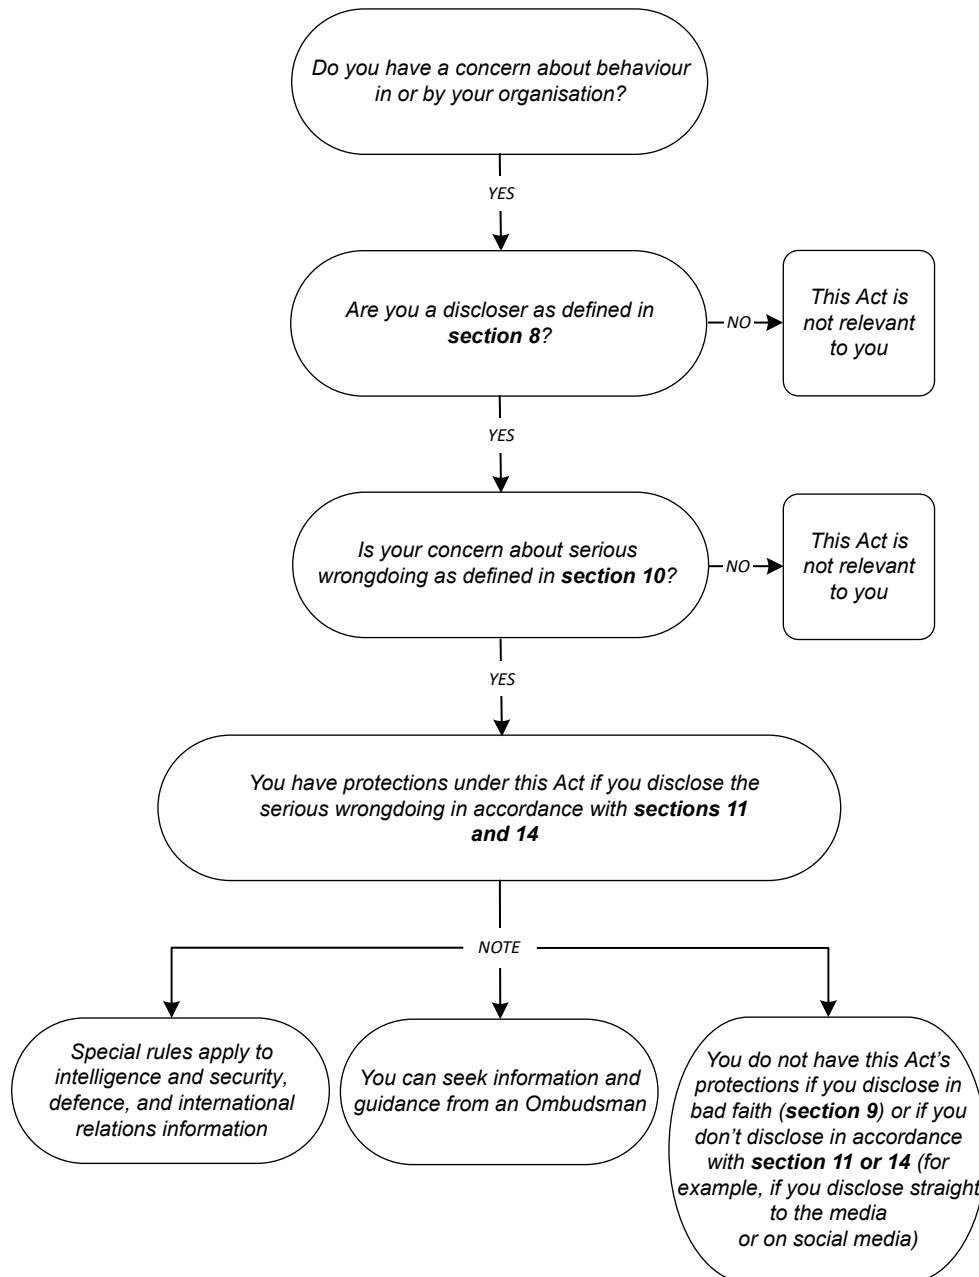 Do you have a concern about behaviour
in or by your organisation?
YES
Are you a discloser as defined in
section 8?
NO
This Act is
not relevant
to you
YES
Is your concern about serious
wrongdoing as defined in section 10?
NO
This Act is
not relevant
to you
YES
You have protections under this Act if you disclose the
serious wrongdoing in accordance with sections 11
and 14
NOTE
Special rules apply to
intelligence and security,
defence, and international
relations information
You can seek information and
guidance from an Ombudsman
You do not have this Act’s
protections if you disclose in
bad faith (section 9) or if you
don’t disclose in accordance
with section 11 or 14 (for
example, if you disclose straight
to the media
or on social media)